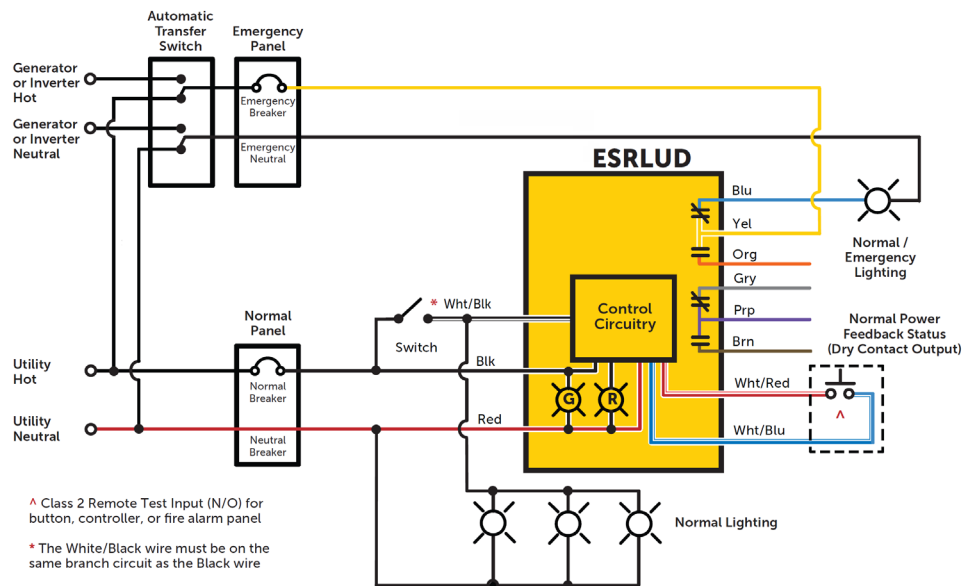 Automatic
Transfer
Switch
Emergency
Panel
Generator
or Inverter
Hot
Emergency
Breaker
Generator
or Inverter
Neutral
Emergency
Neutral
ESRLUD
Blu
Yel
Org
Normal /
Emergency
Lighting
Gry
Prp
Brn
Normal Power
Feedback Status
(Dry Contact Output)
Control
Circuitry
* Wht/Blk
Switch
Normal
Panel
Utility
Hot
Normal
Breaker
Blk
G
R
Wht/Red
^
Utility
Neutral
Neutral
Breaker
Red
Wht/Blu
^ Class 2 Remote Test Input (N/O) for
button, controller, or fire alarm panel
* The White/Black wire must be on the
same branch circuit as the Black wire
Normal Lighting